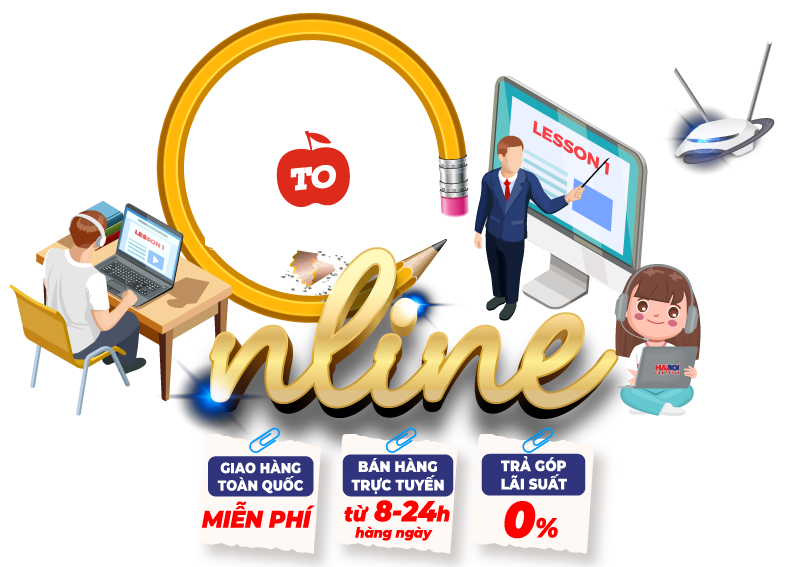 TO
LESSON 1
LESSON 1
nline
GIAO HÀNG
TOÀN QUỐC
MIỄN PHÍ
BÁN HÀNG
TRỰC TUYẾN
từ 8-24h
hàng ngày
TRẢ GÓP
LÃI SUẤT
0%